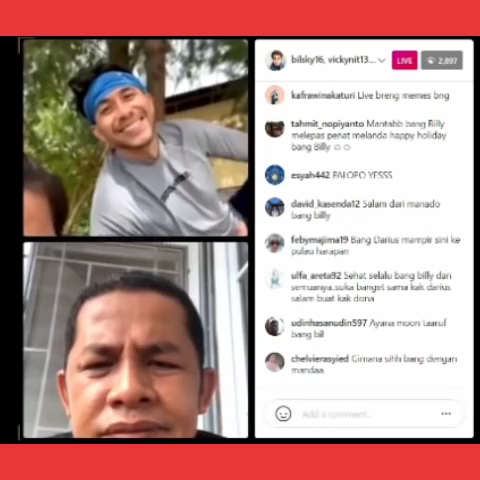 bilsky16, vickynit13...
LIVE
2,897
kafrawinakaturi Live breng memes bng
tahmit_nopiyanto Mantabb bang Billy
melepas penat melanda happy holiday
bang Billy
esyah442 PALOPO YESSS
david_kasenda12 Salam dari manado
bang billy
febymajima19 Bang Darius mampir sini ke
pulau harapan
ulfa_areta92 Sehat selalu bang billy dan
semuanya..suka banget sama kak darius
salam buat kak dona
udinhasanudin597 Ayana moon taaruf
bang bil
chelvierasyied Gimana sihh bang dengan
mandaa
Add a comment...